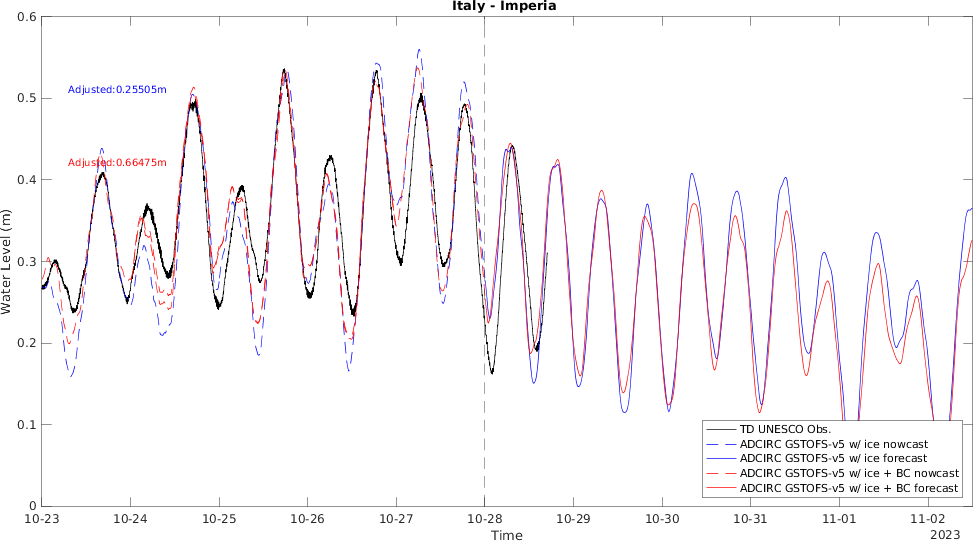 Italy - Imperia
0.6
0.5
0.4
0.3
0.2
0.1
0
Water Level (m)
Adjusted:0.25505m
Adjusted:0.66475m
TD UNESCO Obs.
ADCIRC GSTOFS-v5 w/ ice nowcast
ADCIRC GSTOFS-v5 w/ ice forecast
ADCIRC GSTOFS-v5 w/ ice + BC nowcast
ADCIRC GSTOFS-v5 w/ ice + BC forecast
10-23 10-24 10-25 10-26 10-27 10-28 10-29 10-30 10-31 11-01 11-02
Time
2023